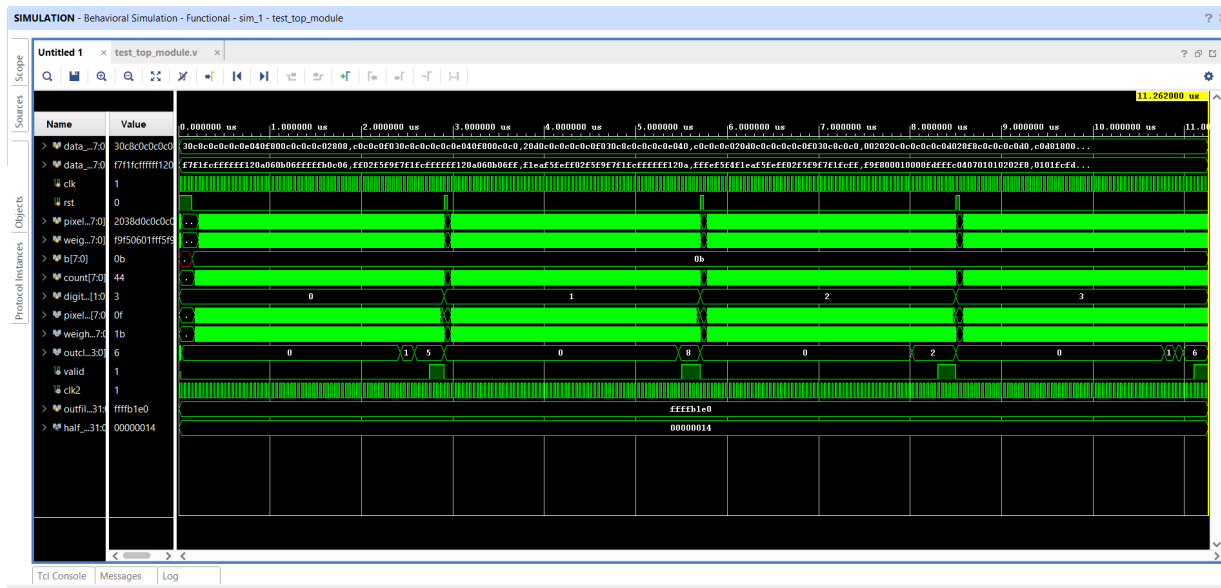 SIMULATION - Behavioral Simulation - Functional - sim_1 - test_top_module
Untitled 1 × test_top_module.v ×
Scope
Sources
Objects
Protocol Instances
11.262000 us
Name Value
0.000000 us 1.000000 us 2.000000 us 3.000000 us 4.000000 us 5.000000 us 6.000000 us 7.000000 us 8.000000 us 9.000000 us 10.000000 us 11.0
data_...7:0] 30c8c0c0c0c0
data_...7:0] f7f1fcffffff120
clk 1
rst 0
pixel...7:0] 2038d0c0c0c0
weig...7:0] f9f50601fff5f9
b[7:0] 0b 0b
count[7:0] 44
digit...[1:0] 3 0 1 2 3
pixel...[7:0] 0f
weigh...7:0] 1b
outcl...3:0] 6 0 1 5 0 8 0 2 0 1 6
valid 1
clk2 1
outfil...31:0 ffffb1e0 ffffb1e0
half_...31:0 00000014 00000014
Tcl Console Messages Log